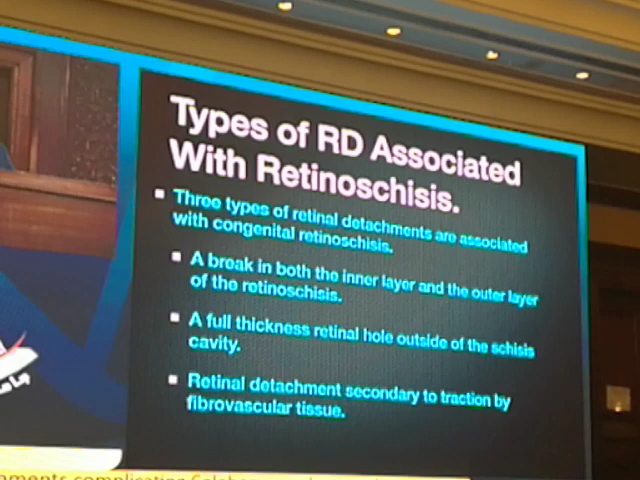 Types of RD Associated
With Retinoschisis.
Three types of retinal detachments are associated
with congenital retinoschisis.
A break in both the inner layer and the outer layer
of the retinoschisis.
A full thickness retinal hole outside of the schisis
cavity.
Retinal detachment secondary to traction by
fibrovascular tissue.
complicating